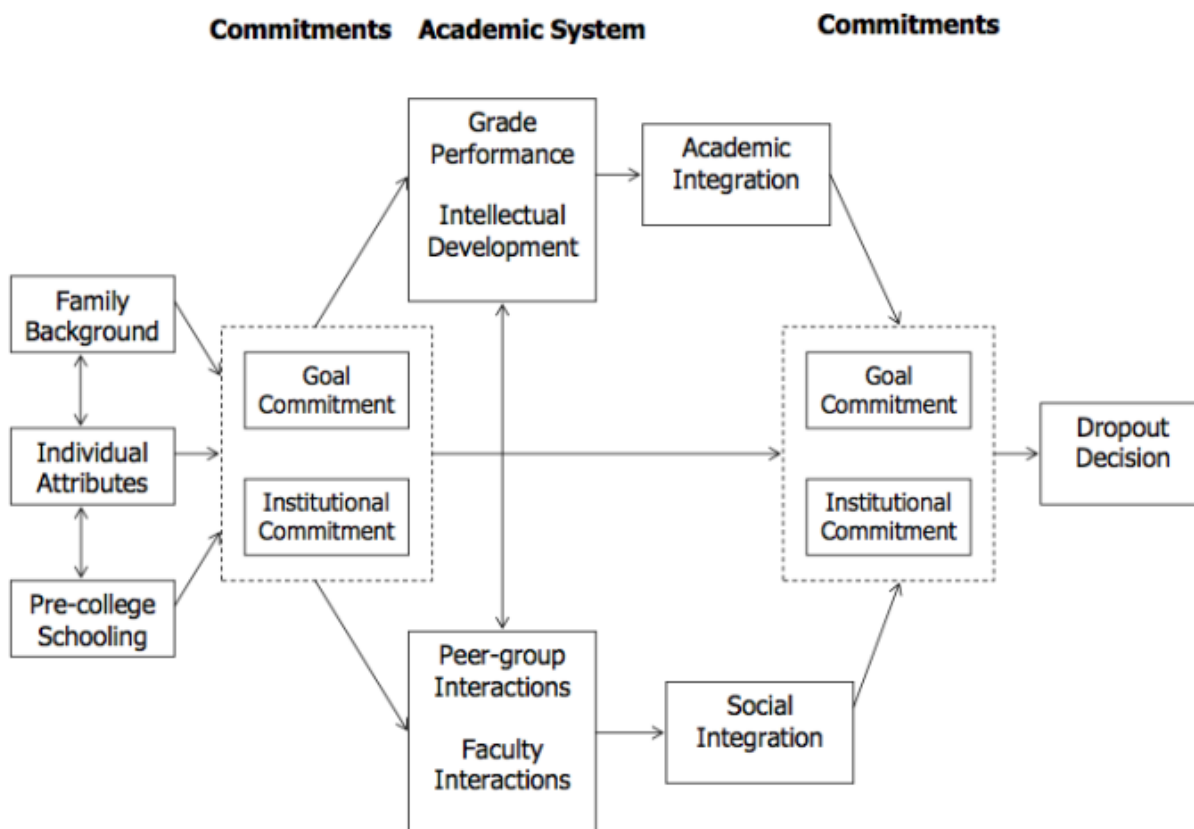 Commitments
Academic System
Commitments
Grade
Performance
Intellectual
Development
Academic
Integration
Family
Background
Individual
Attributes
Pre-college
Schooling
Goal
Commitment
Institutional
Commitment
Goal
Commitment
Institutional
Commitment
Dropout
Decision
Peer-group
Interactions
Faculty
Interactions
Social
Integration